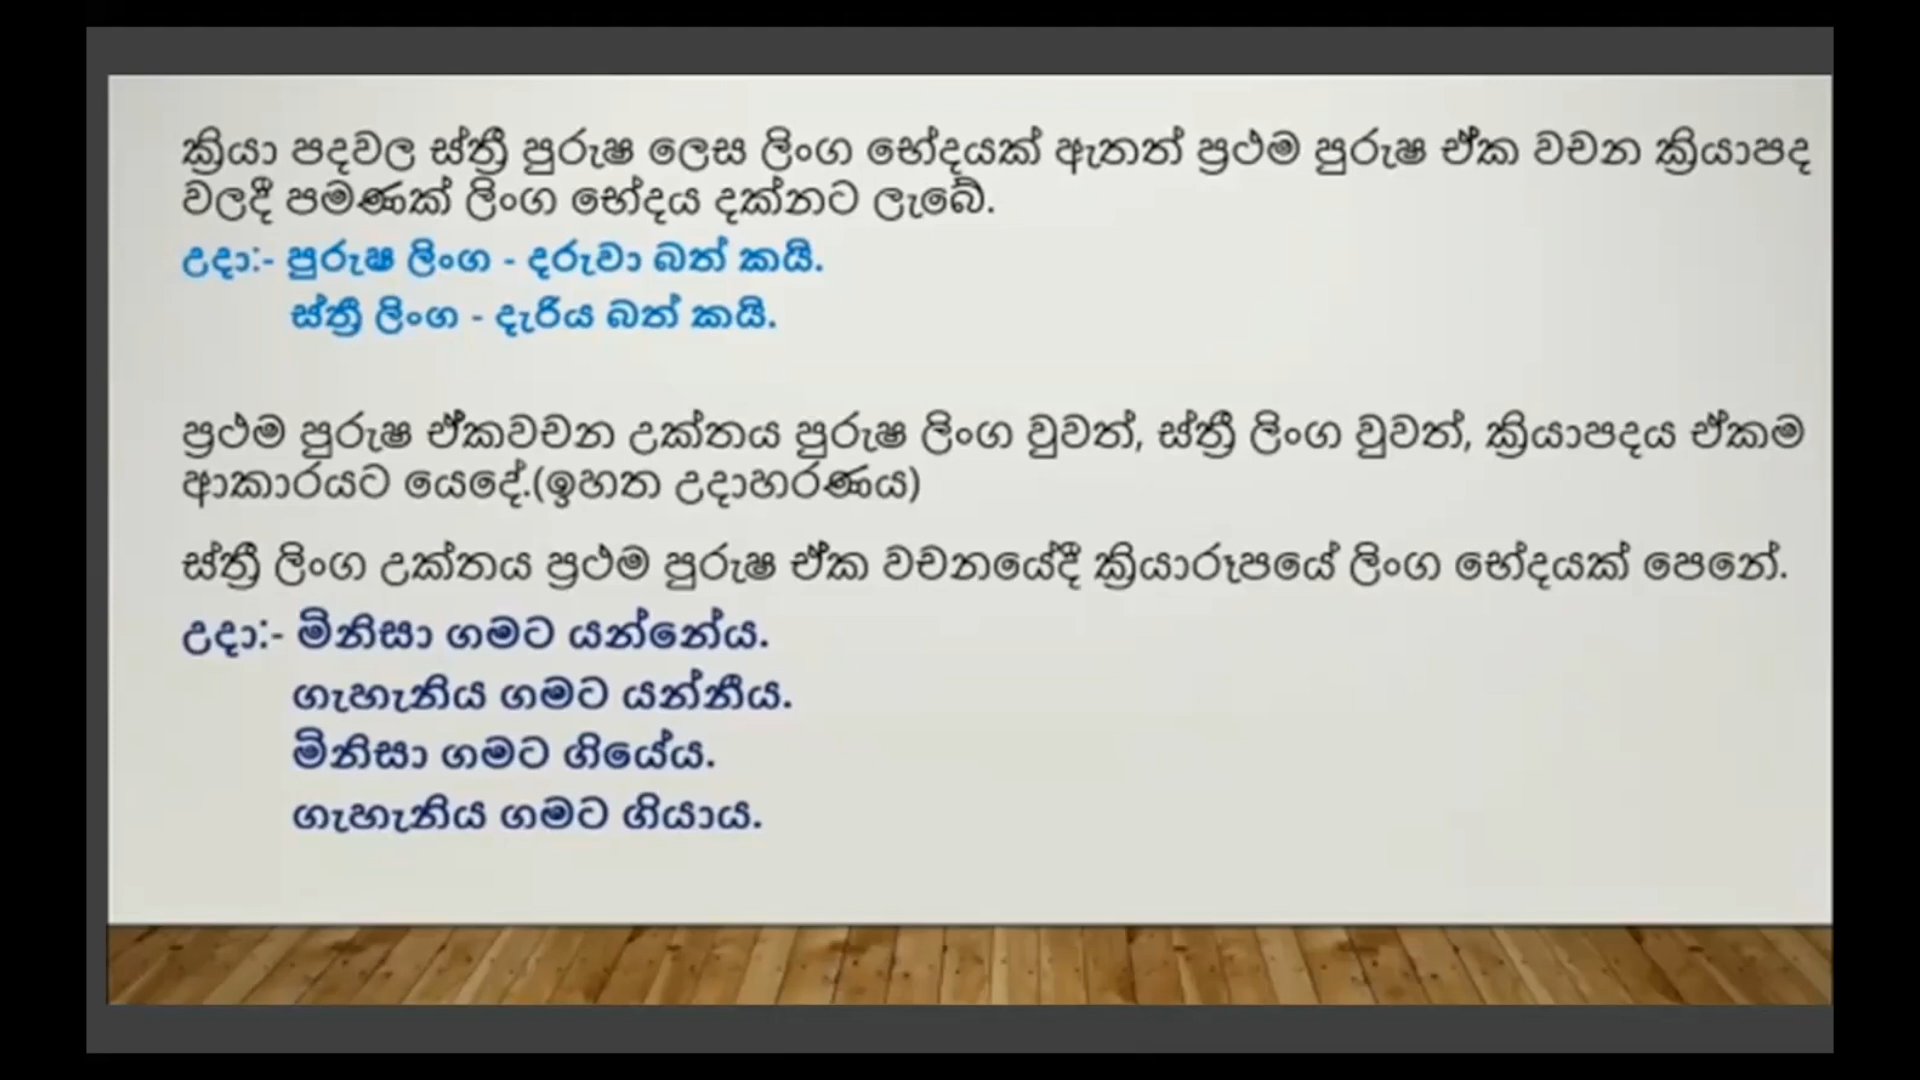 ක්‍රියා පදවල ස්ත්‍රී පුරුෂ ලෙස ලිංග භේදයක් ඇතත් ප්‍රථම පුරුෂ ඒක වචන ක්‍රියාපද
වලදී පමණක් ලිංග භේදය දක්නට ලැබේ.
උදා:- පුරුෂ ලිංග - දරුවා බත් කයි.
ස්ත්‍රී ලිංග - දැරිය බත් කයි.
ප්‍රථම පුරුෂ ඒකවචන උක්තය පුරුෂ ලිංග වුවත්, ස්ත්‍රී ලිංග වුවත්, ක්‍රියාපදය ඒකම
ආකාරයට යෙදේ.(ඉහත උදාහරණය)
ස්ත්‍රී ලිංග උක්තය ප්‍රථම පුරුෂ ඒක වචනයේදී ක්‍රියාරූපයේ ලිංග භේදයක් පෙනේ.
උදා:- මිනිසා ගමට යන්නේය.
ගැහැනිය ගමට යන්නීය.
මිනිසා ගමට ගියේය.
ගැහැනිය ගමට ගියාය.